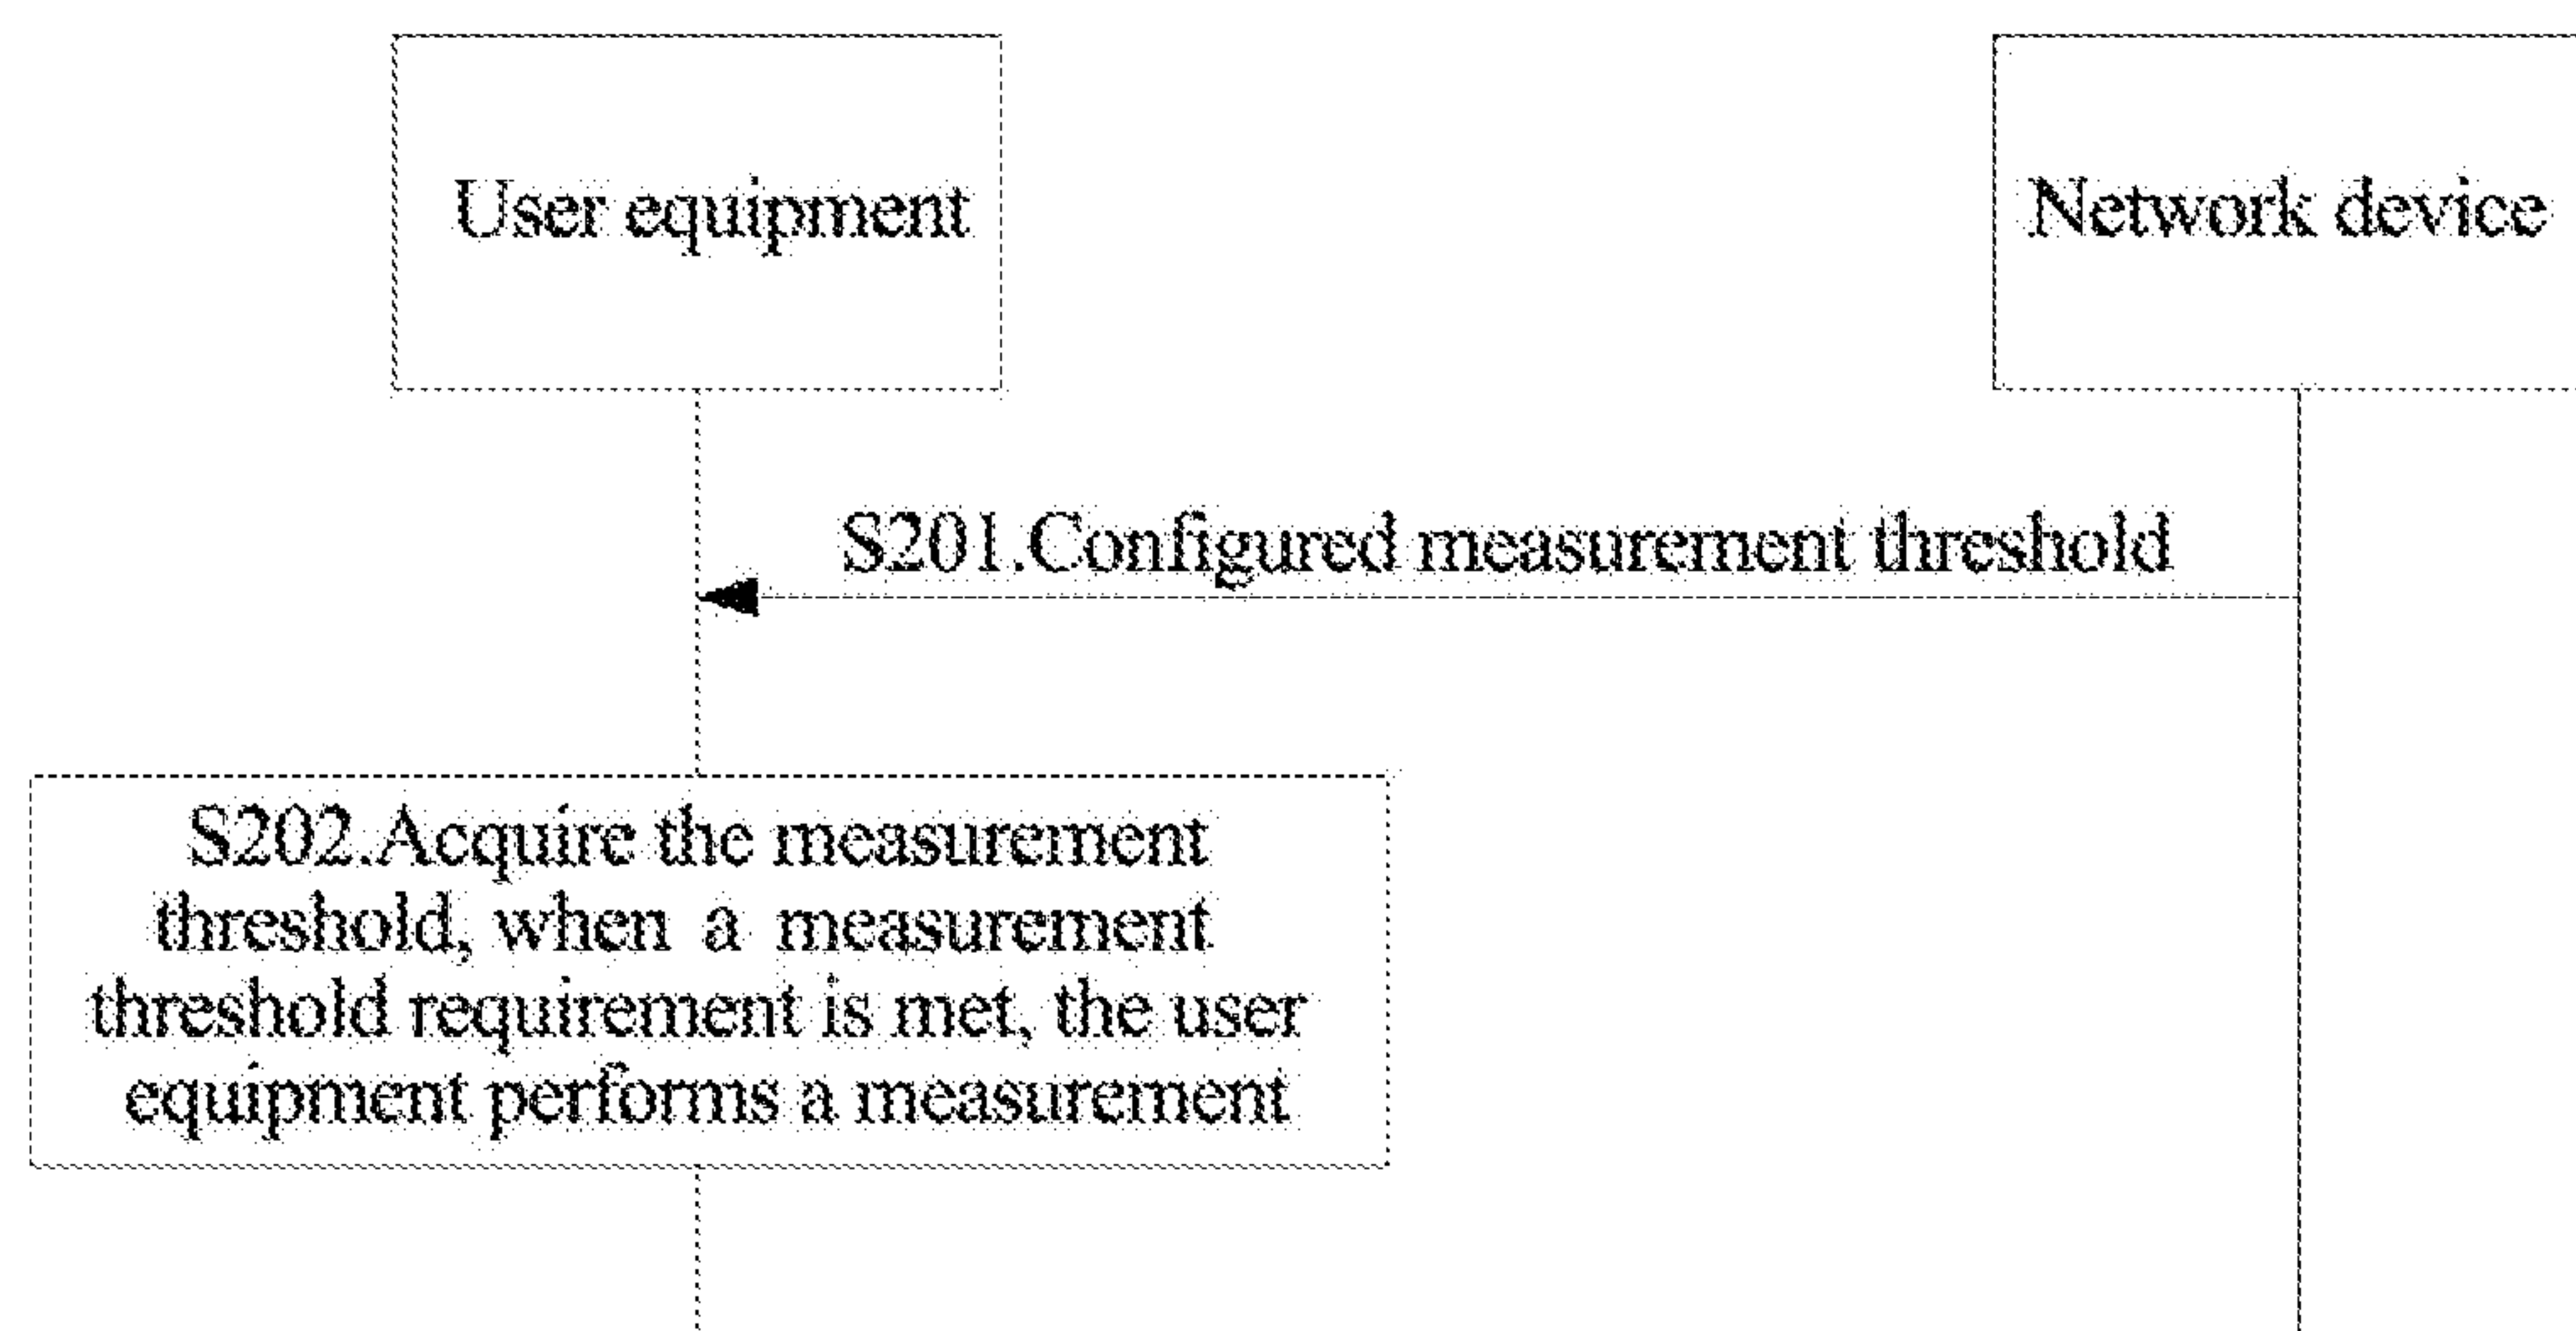 User equipment
Network device
S201.Configured measurement threshold
S202.Acquire the measurement
threshold, when a measurement
threshold requirement is met, the user
equipment performs a measurement